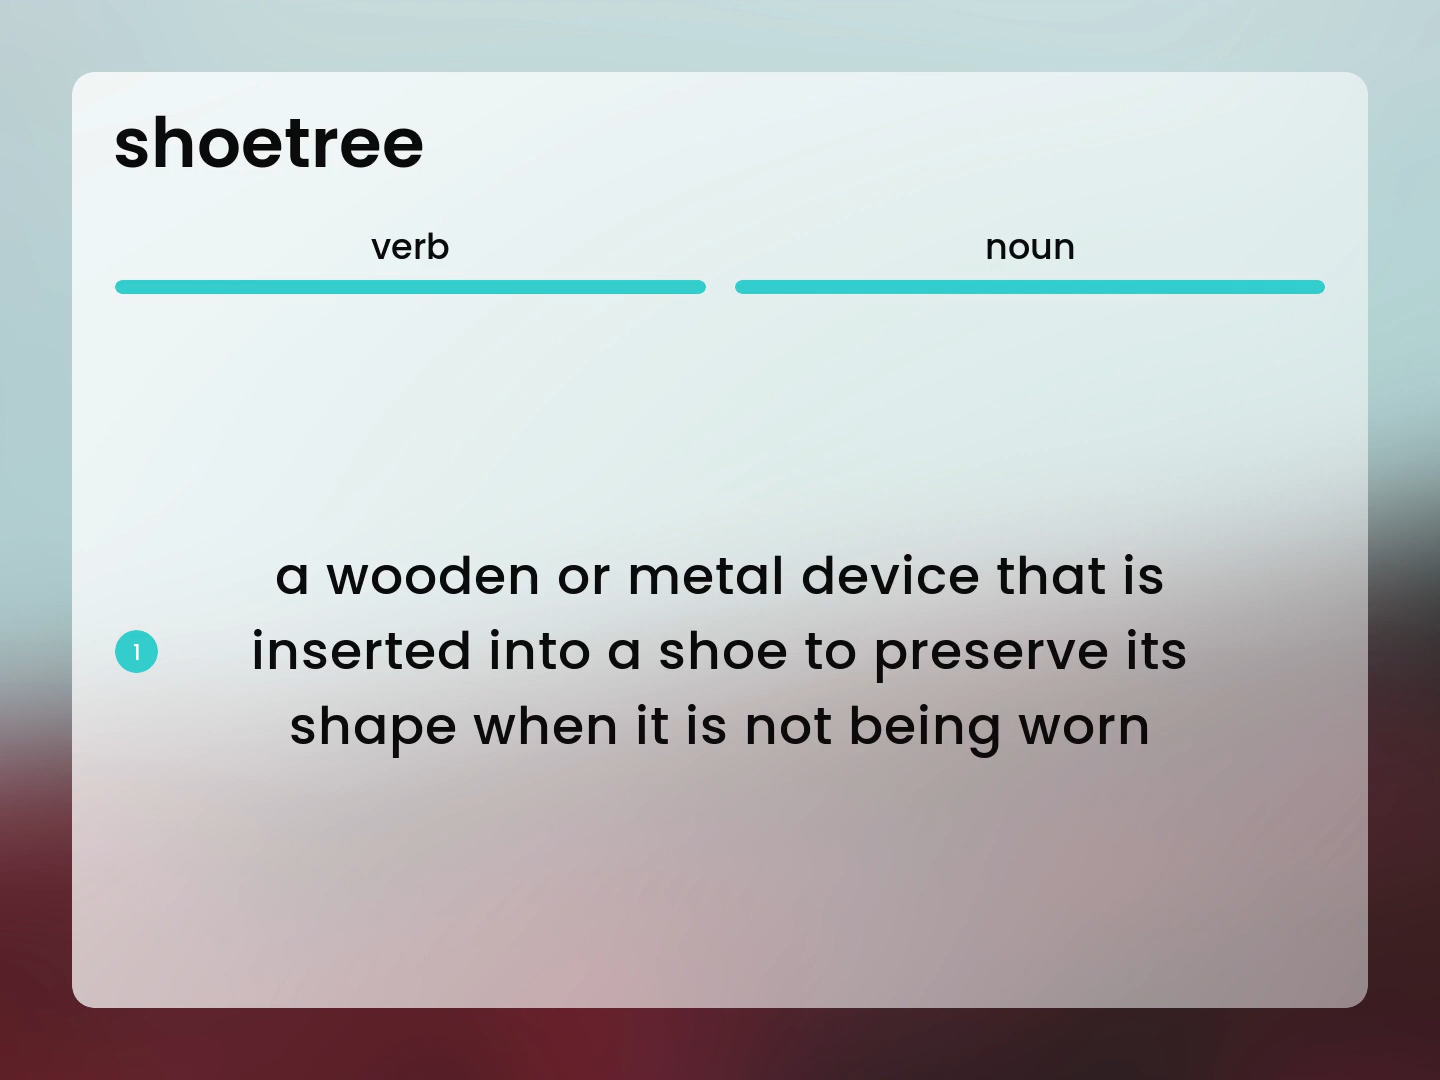 shoetree
verb
noun
1
a wooden or metal device that is
inserted into a shoe to preserve its
shape when it is not being worn